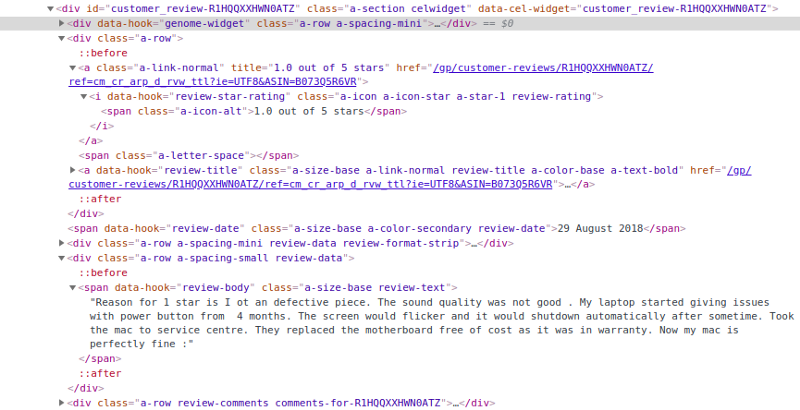 ▼<div id="customer_review-R1HQQXXHWN0ATZ" class="a-section celwidget" data-cel-widget="customer_review-R1HQQXXHWN0ATZ">
▶<div data-hook="genome-widget" class="a-row a-spacing-mini">…</div> == $0
▼<div class="a-row">
::before
▼<a class="a-link-normal" title="1.0 out of 5 stars" href="/gp/customer-reviews/R1HQQXXHWN0ATZ/
ref=cm_cr_arp_d_rvw_ttl?ie=UTF8&ASIN=B073Q5R6VR">
▼<i data-hook="review-star-rating" class="a-icon a-icon-star a-star-1 review-rating">
<span class="a-icon-alt">1.0 out of 5 stars</span>
</i>
</a>
<span class="a-letter-space"></span>
▶<a data-hook="review-title" class="a-size-base a-link-normal review-title a-color-base a-text-bold" href="/gp/
customer-reviews/R1HQQXXHWN0ATZ/ref=cm_cr_arp_d_rvw_ttl?ie=UTF8&ASIN=B073Q5R6VR">…</a>
::after
</div>
<span data-hook="review-date" class="a-size-base a-color-secondary review-date">29 August 2018</span>
▶<div class="a-row a-spacing-mini review-data review-format-strip">…</div>
▼<div class="a-row a-spacing-small review-data">
::before
▼<span data-hook="review-body" class="a-size-base review-text">
"Reason for 1 star is I ot an defective piece. The sound quality was not good . My laptop started giving issues
with power button from  4 months. The screen would flicker and it would shutdown automatically after sometime. Took
the mac to service centre. They replaced the motherboard free of cost as it was in warranty. Now my mac is
perfectly fine :"
</span>
::after
</div>
▶<div class="a-row review-comments comments-for-R1HQQXXHWN0ATZ">…</div>